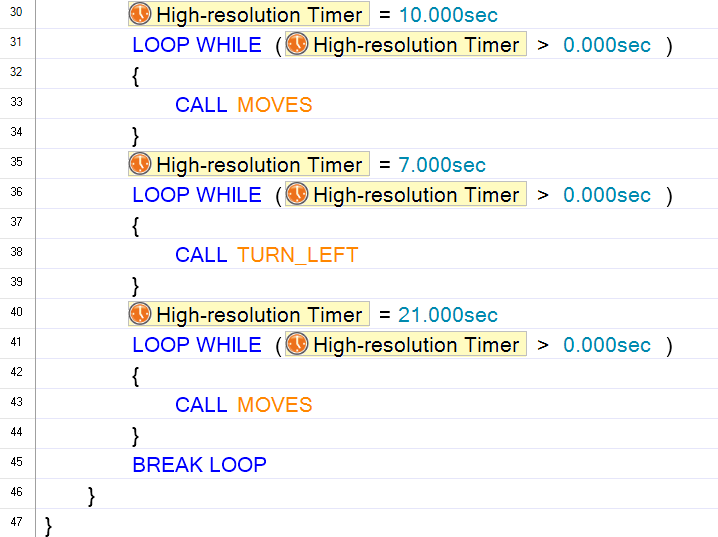 30 High-resolution Timer = 10.000sec
31 LOOP WHILE ( High-resolution Timer > 0.000sec )
32 {
33 CALL MOVES
34 }
35 High-resolution Timer = 7.000sec
36 LOOP WHILE ( High-resolution Timer > 0.000sec )
37 {
38 CALL TURN_LEFT
39 }
40 High-resolution Timer = 21.000sec
41 LOOP WHILE ( High-resolution Timer > 0.000sec )
42 {
43 CALL MOVES
44 }
45 BREAK LOOP
46 }
47 }